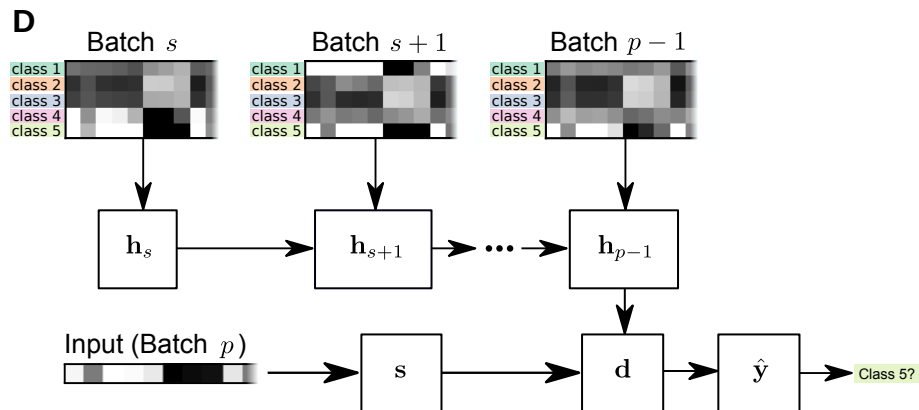 D
Batch s
Batch s + 1
Batch p − 1
class 1
class 2
class 3
class 4
class 5
class 1
class 2
class 3
class 4
class 5
class 1
class 2
class 3
class 4
class 5
h_s
h_{s+1}
•••
h_{p−1}
Input (Batch p)
s
d
ŷ
Class 5?